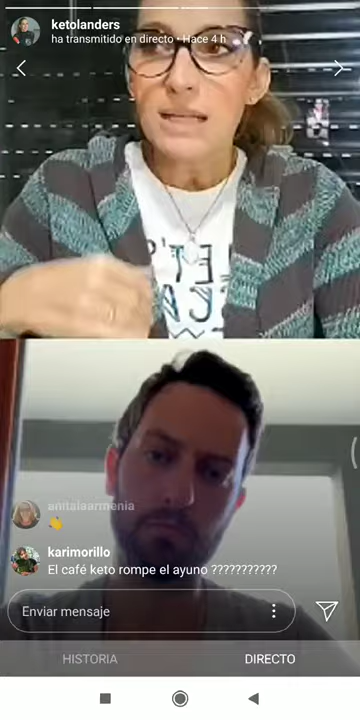 ketolanders
ha transmitido en directo • Hace 4 h
LET'S
anitalaarmenia
karimorillo
El café keto rompe el ayuno ???????????
Enviar mensaje
HISTORIA
DIRECTO